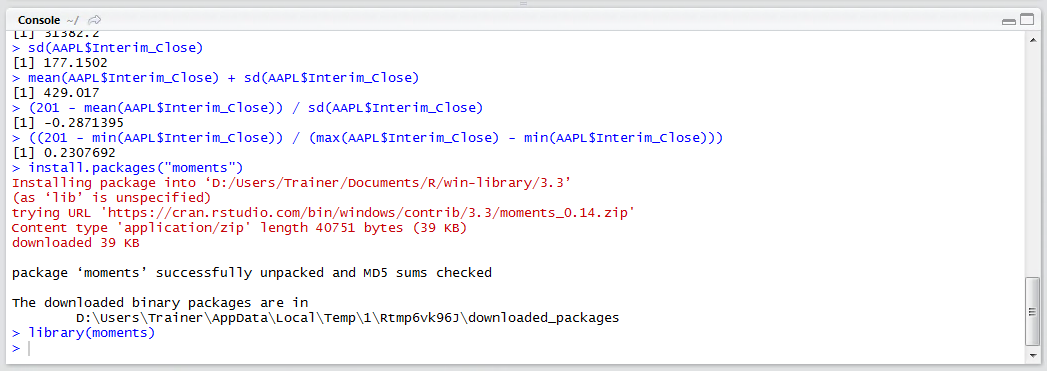 Console ~/
[1] 31382.2
> sd(AAPL$Interim_Close)
[1] 177.1502
> mean(AAPL$Interim_Close) + sd(AAPL$Interim_Close)
[1] 429.017
> (201 - mean(AAPL$Interim_Close)) / sd(AAPL$Interim_Close)
[1] -0.2871395
> ((201 - min(AAPL$Interim_Close)) / (max(AAPL$Interim_Close) - min(AAPL$Interim_Close)))
[1] 0.2307692
> install.packages("moments")
Installing package into ‘D:/Users/Trainer/Documents/R/win-library/3.3’
(as ‘lib’ is unspecified)
trying URL 'https://cran.rstudio.com/bin/windows/contrib/3.3/moments_0.14.zip'
Content type 'application/zip' length 40751 bytes (39 KB)
downloaded 39 KB
package ‘moments’ successfully unpacked and MD5 sums checked
The downloaded binary packages are in
D:\Users\Trainer\AppData\Local\Temp\1\Rtmp6vk96J\downloaded_packages
> library(moments)
>